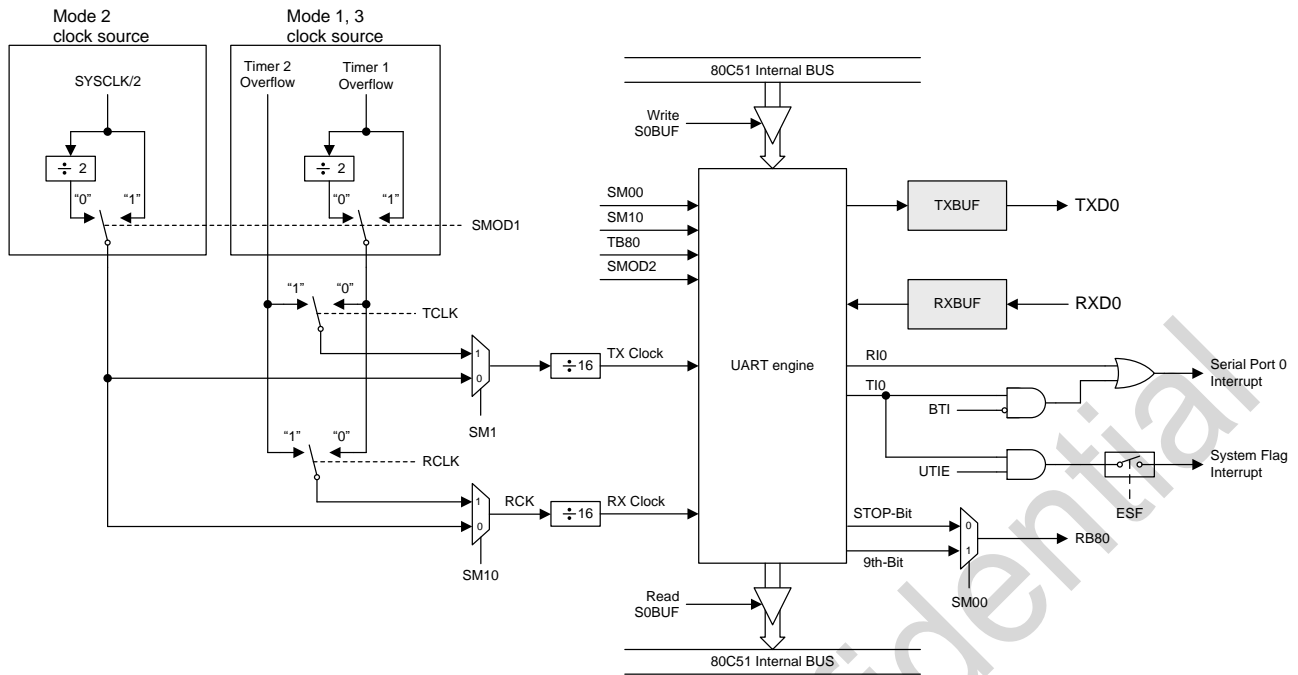 Mode 2
clock source
Mode 1, 3
clock source
SYSCLK/2
Timer 2
Overflow
Timer 1
Overflow
÷ 2
÷ 2
“0”
“1”
“0”
“1”
SMOD1
“1”
“0”
TCLK
1
0
SM1
÷16
TX Clock
“1”
“0”
RCLK
1
0
SM10
RCK
÷16
RX Clock
80C51 Internal BUS
Write
S0BUF
SM00
SM10
TB80
SMOD2
UART engine
TXBUF
TXD0
RXBUF
RXD0
RI0
TI0
BTI
Serial Port 0
Interrupt
UTIE
ESF
System Flag
Interrupt
STOP-Bit
9th-Bit
0
1
SM00
RB80
Read
S0BUF
80C51 Internal BUS
fidential